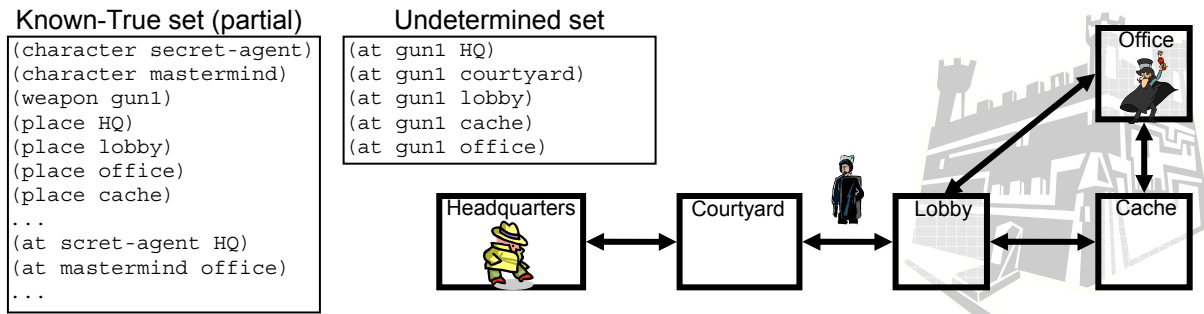 Known-True set (partial)
(character secret-agent)
(character mastermind)
(weapon gun1)
(place HQ)
(place lobby)
(place office)
(place cache)
...
(at scret-agent HQ)
(at mastermind office)
...
Undetermined set
(at gun1 HQ)
(at gun1 courtyard)
(at gun1 lobby)
(at gun1 cache)
(at gun1 office)
Office
Headquarters
Courtyard
Lobby
Cache